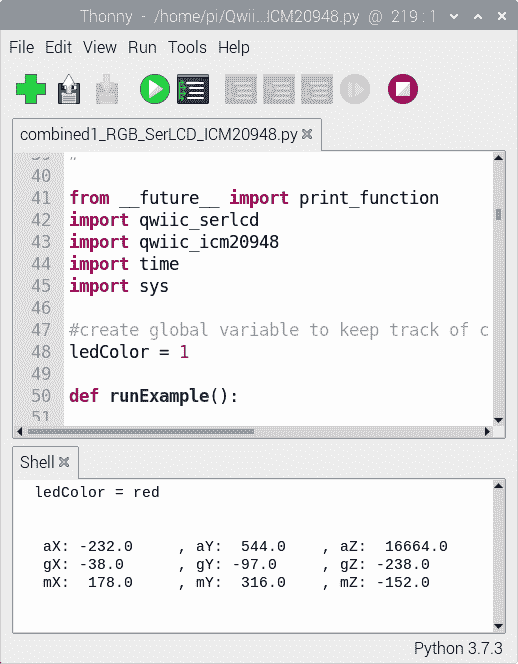 Thonny - /home/pi/Qwii...ICM20948.py @ 219 : 1
File Edit View Run Tools Help
combined1_RGB_SerLCD_ICM20948.py
39 #
40
41 from __future__ import print_function
42 import qwiic_serlcd
43 import qwiic_icm20948
44 import time
45 import sys
46
47 #create global variable to keep track of c
48 ledColor = 1
49
50 def runExample():
51
Shell
ledColor = red
aX: -232.0 , aY: 544.0 , aZ: 16664.0
gX: -38.0 , gY: -97.0 , gZ: -238.0
mX: 178.0 , mY: 316.0 , mZ: -152.0
Python 3.7.3